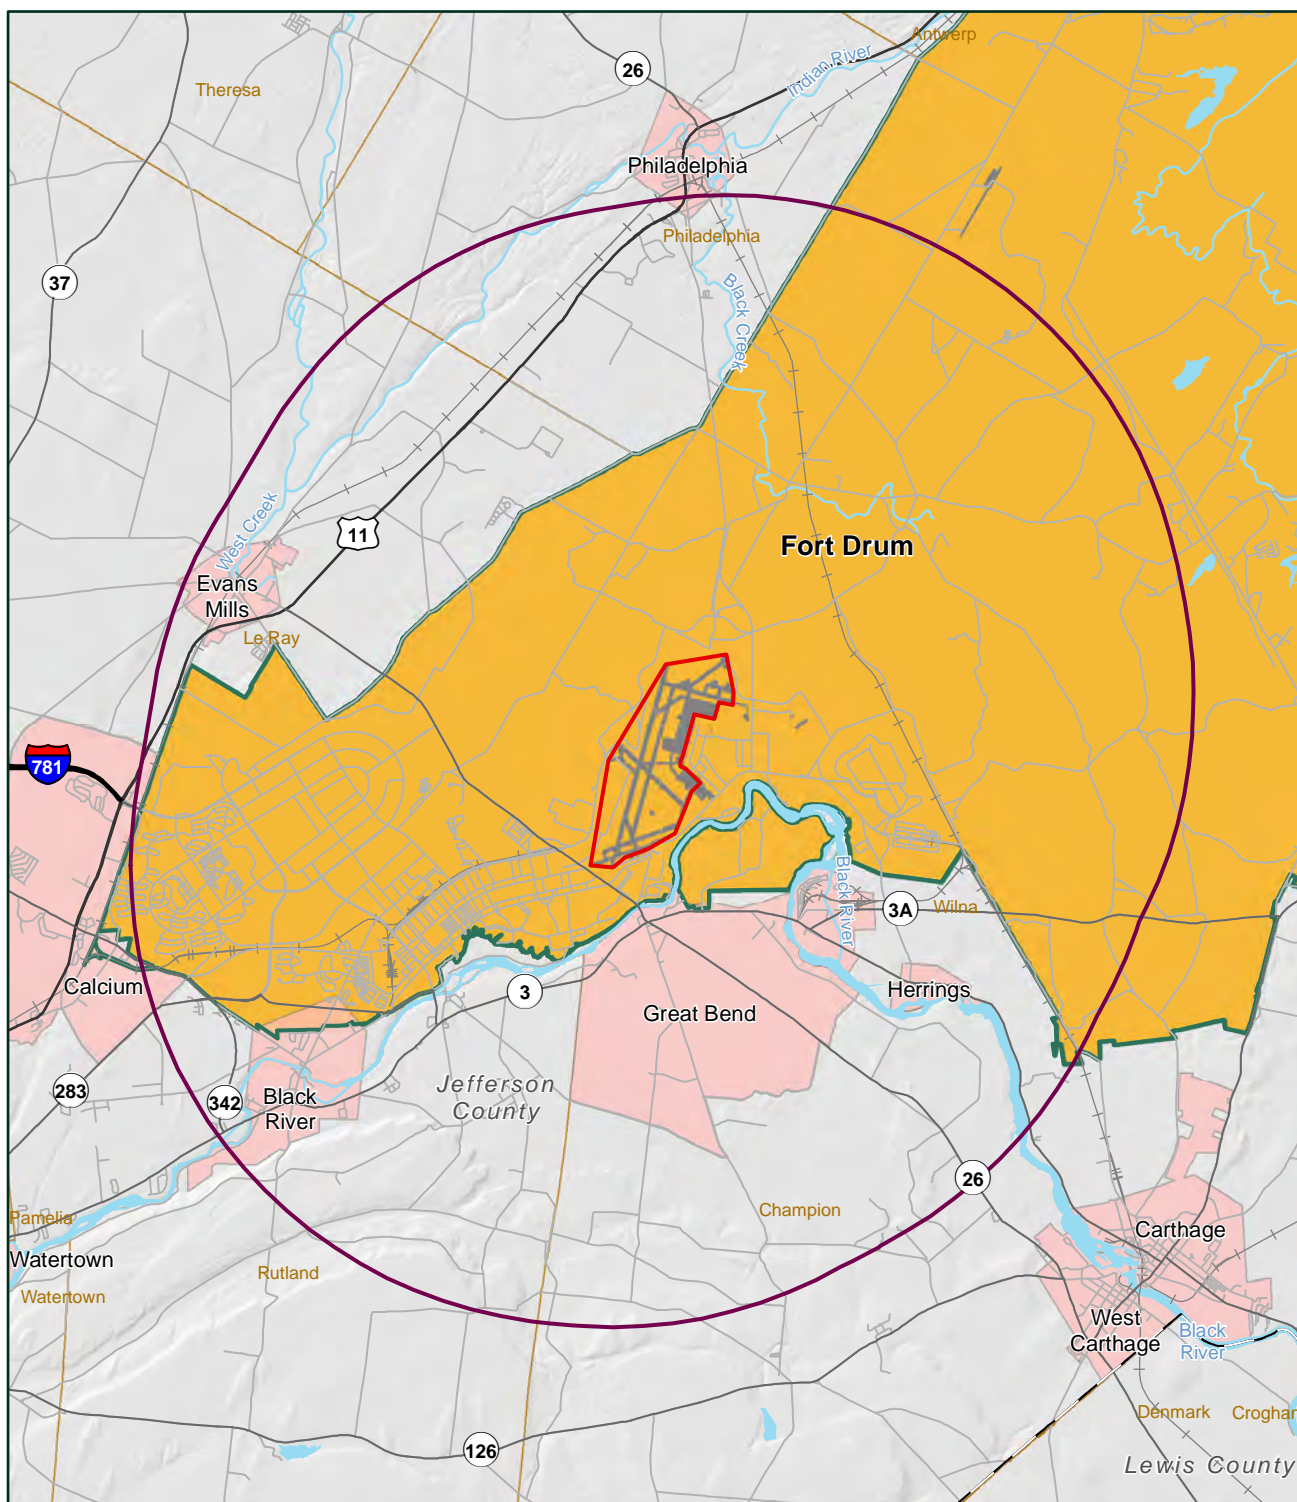 Antwerp
Indian River
26
Theresa
Philadelphia
Philadelphia
37
Black Creek
West Creek
11
Fort Drum
Evans
Mills
Le Ray
781
Black River
3A
Wilna
Calcium
3
Herrings
Great Bend
283
342
Black
River
Jefferson
County
26
Pamelia
Champion
Carthage
Watertown
Rutland
Watertown
West
Carthage
Black
River
Denmark
Croghan
126
Lewis County